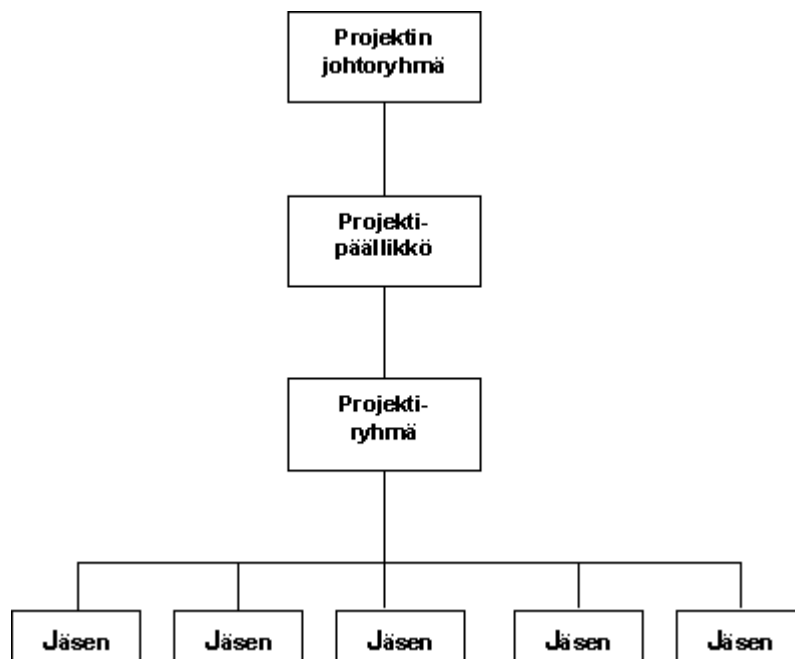 Projektin
johtoryhmä
Projekti-
päällikkö
Projekti-
ryhmä
Jäsen Jäsen Jäsen Jäsen Jäsen